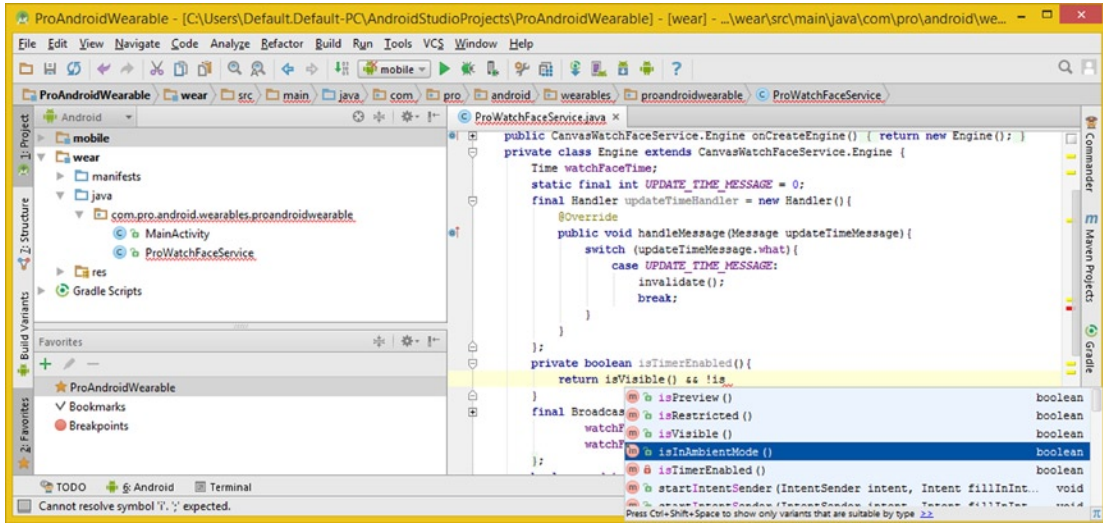 ProAndroidWearable - [C:\Users\Default.Default-PC\AndroidStudioProjects\ProAndroidWearable] - [wear] - ...\wear\src\main\java\com\pro\android\we...
File Edit View Navigate Code Analyze Refactor Build Run Tools VCS Window Help
mobile
ProAndroidWearable wear src main java com pro android wearables proandroidwearable ProWatchFaceService
1: Project
Android
mobile
wear
manifests
java
com.pro.android.wearables.proandroidwearable
MainActivity
ProWatchFaceService
res
Gradle Scripts
Z: Structure
Build Variants
2: Favorites
Favorites
ProAndroidWearable
Bookmarks
Breakpoints
ProWatchFaceService.java
public CanvasWatchFaceService.Engine onCreateEngine() { return new Engine(); }
private class Engine extends CanvasWatchFaceService.Engine {
Time watchFaceTime;
static final int UPDATE_TIME_MESSAGE = 0;
final Handler updateTimeHandler = new Handler(){
@Override
public void handleMessage(Message updateTimeMessage){
switch (updateTimeMessage.what){
case UPDATE_TIME_MESSAGE:
invalidate();
break;
}
}
};
private boolean isTimerEnabled(){
return isVisible() && !is
}
final Broadcas
watchF
watchF
};
isPreview() boolean
isRestricted() boolean
isVisible() boolean
isInAmbientMode() boolean
isTimerEnabled() boolean
startIntentSender(IntentSender intent, Intent fillInInt... void
startIntentSender(IntentSender intent, Intent fillInInt... void
Press Ctrl+Shift+Space to show only variants that are suitable by type >>
π
Commander
m Maven Projects
Gradle
TODO 6: Android Terminal
Cannot resolve symbol 'i'. ';' expected.